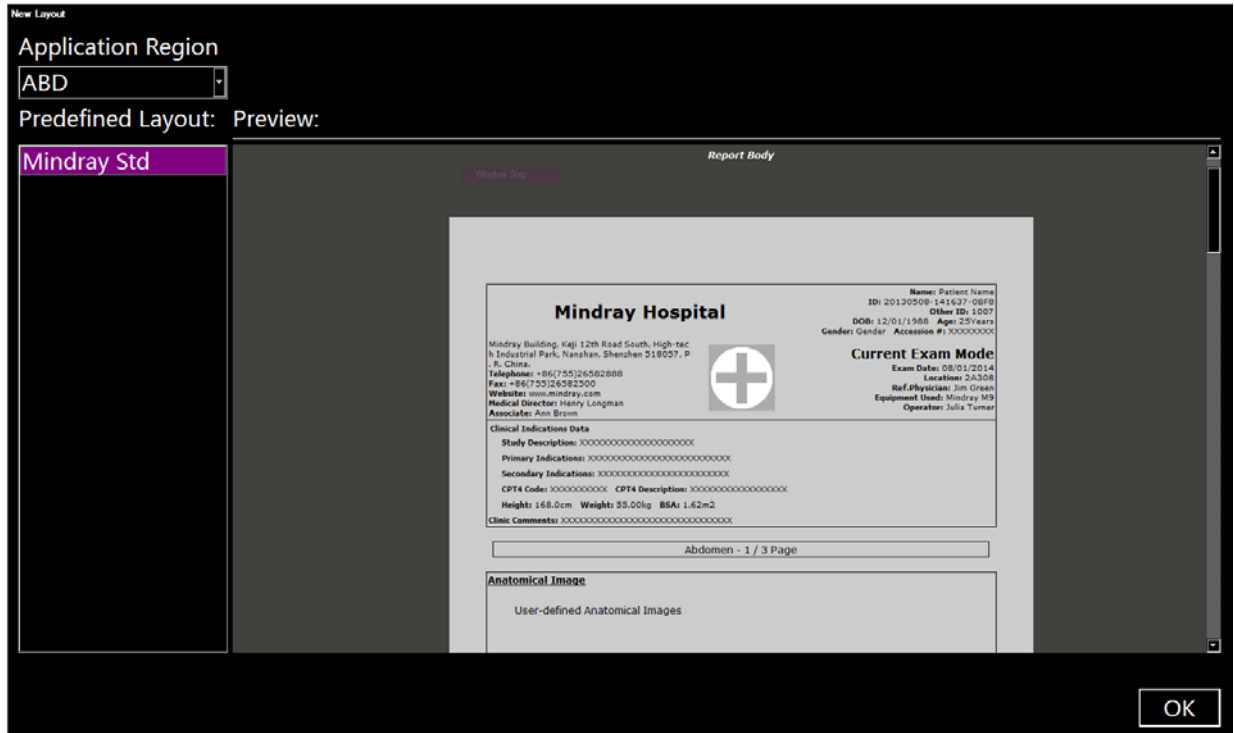 New Layout
Application Region
ABD
Predefined Layout: Preview:
Mindray Std
Report Body
Window Snip
Mindray Hospital
Mindray Building, Keji 12th Road South, High-tec
h Industrial Park, Nanshan, Shenzhen 518057, P
. R. China.
Telephone: +86(755)26582888
Fax: +86(755)26582500
Website: www.mindray.com
Medical Director: Henry Longman
Associate: Ann Brown
Name: Patient Name
ID: 20130508-141637-0BF8
Other ID: 1007
DOB: 12/01/1988 Age: 25Years
Gender: Gender Accession #: XXXXXXXX
Current Exam Mode
Exam Date: 08/01/2014
Location: 2A308
Ref.Physician: Jim Green
Equipment Used: Mindray M9
Operator: Julia Turner
Clinical Indications Data
Study Description: XXXXXXXXXXXXXXXXXXXX
Primary Indications: XXXXXXXXXXXXXXXXXXXXXXXXX
Secondary Indications: XXXXXXXXXXXXXXXXXXXXXXX
CPT4 Code: XXXXXXXXXX CPT4 Description: XXXXXXXXXXXXXXXXX
Height: 168.0cm Weight: 55.00kg BSA: 1.62m2
Clinic Comments: XXXXXXXXXXXXXXXXXXXXXXXXXXXXXX
Abdomen - 1 / 3 Page
Anatomical Image
User-defined Anatomical Images
OK